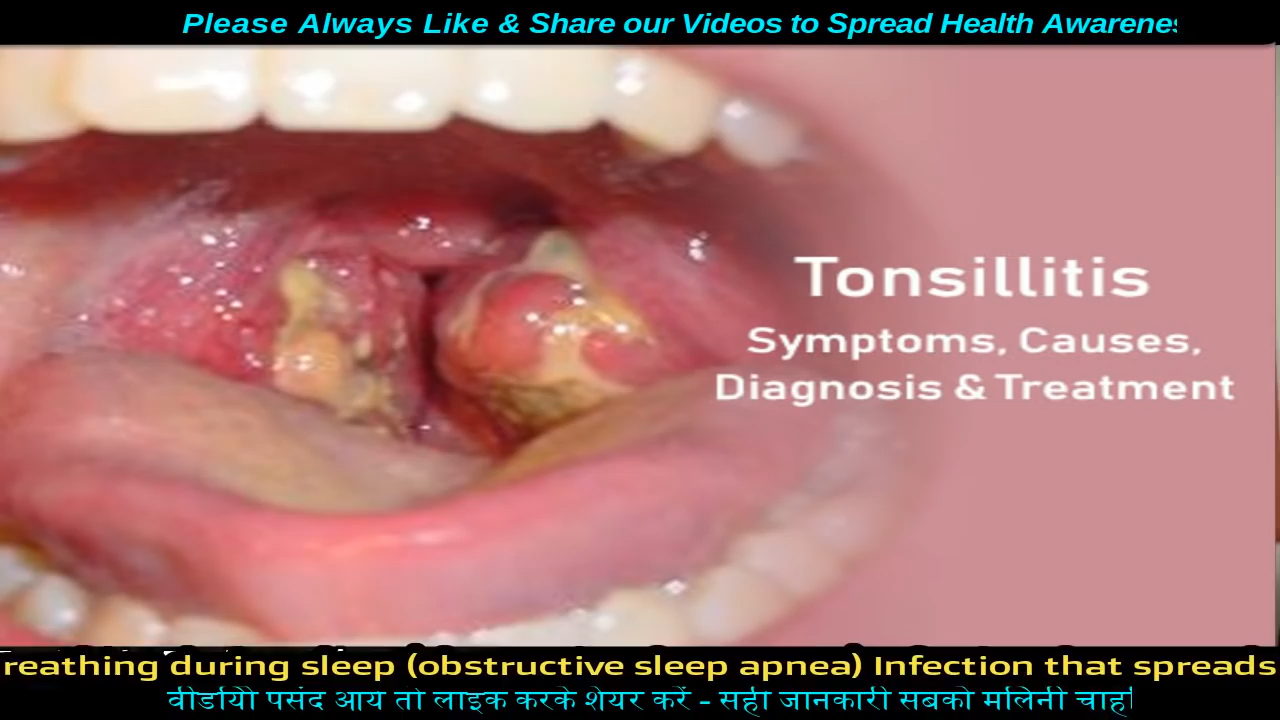 Please Always Like & Share our Videos to Spread Health Awarenes
Tonsillitis
Symptoms, Causes,
Diagnosis & Treatment
reathing during sleep (obstructive sleep apnea) Infection that spreads
वीडियो पसंद आये तो लाइक करके शेयर करें - सही जानकारी सबको मिलनी चाहि